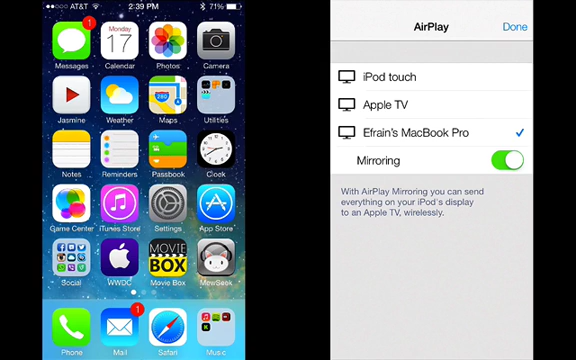 AT&T 2:39 PM 71%
1
Monday
17
Messages Calendar Photos Camera
280
Jasmine Weather Maps Utilities
Notes Reminders Passbook Clock
Game Center iTunes Store Settings App Store
MOVIE
BOX
Social WWDC Movie Box MewSeek
1
Phone Mail Safari Music
AirPlay Done
iPod touch
Apple TV
Efrain's MacBook Pro
Mirroring
With AirPlay Mirroring you can send
everything on your iPod's display
to an Apple TV, wirelessly.